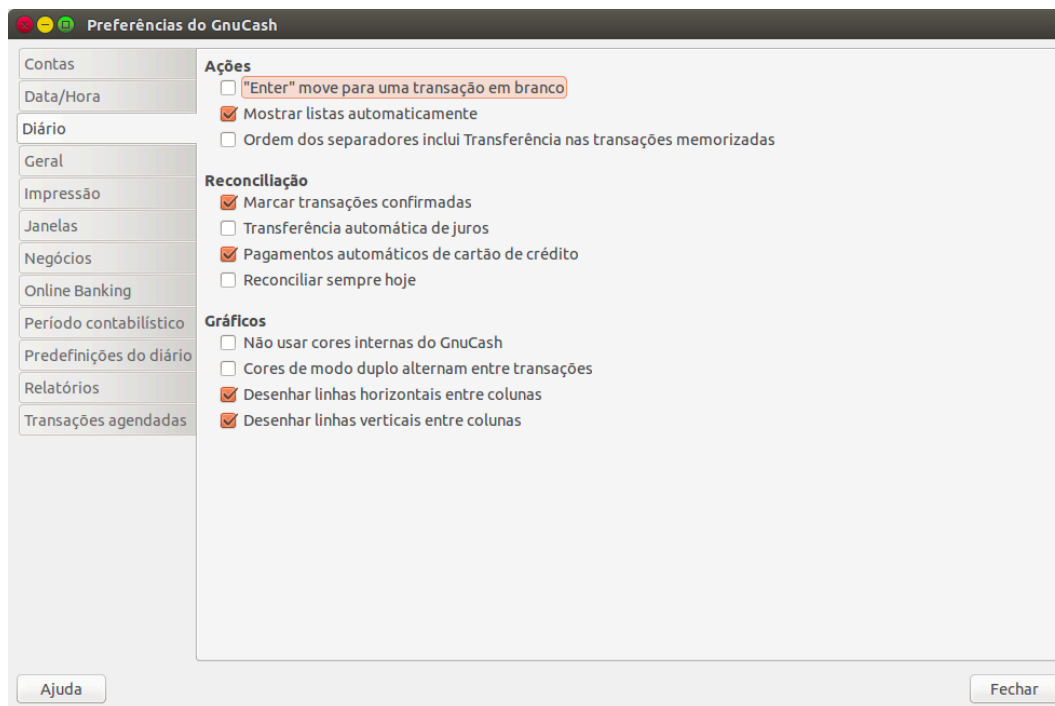 Preferências do GnuCash
Contas
Data/Hora
Diário
Geral
Impressão
Janelas
Negócios
Online Banking
Período contabilístico
Predefinições do diário
Relatórios
Transações agendadas
Ações
"Enter" move para uma transação em branco
Mostrar listas automaticamente
Ordem dos separadores inclui Transferência nas transações memorizadas
Reconciliação
Marcar transações confirmadas
Transferência automática de juros
Pagamentos automáticos de cartão de crédito
Reconciliar sempre hoje
Gráficos
Não usar cores internas do GnuCash
Cores de modo duplo alternam entre transações
Desenhar linhas horizontais entre colunas
Desenhar linhas verticais entre colunas
Ajuda
Fechar